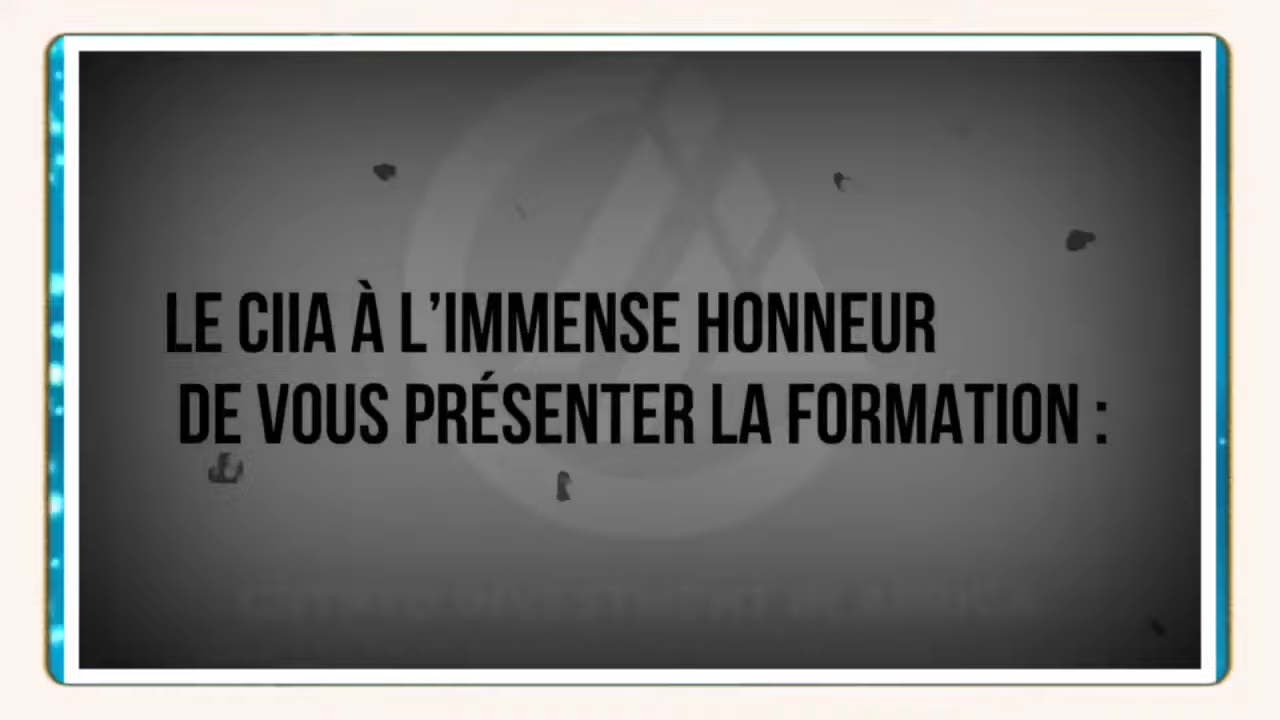 LE CIIA À L’IMMENSE HONNEUR
DE VOUS PRÉSENTER LA FORMATION :